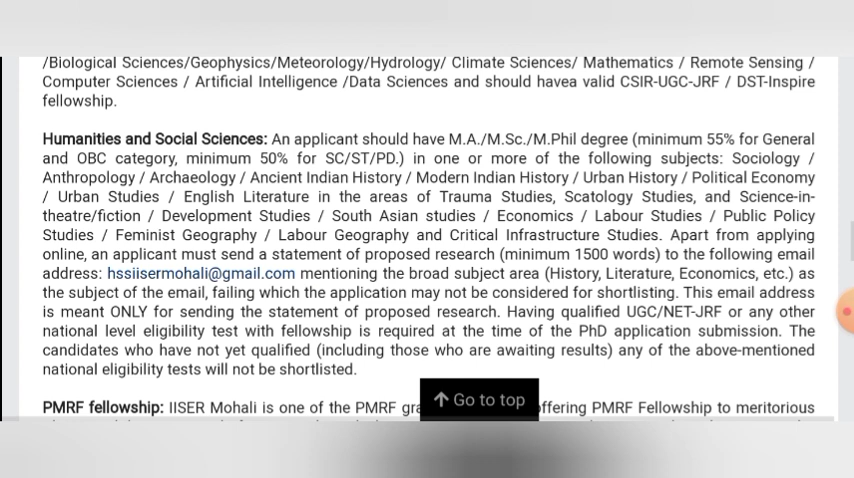 /Biological Sciences/Geophysics/Meteorology/Hydrology/ Climate Sciences/ Mathematics / Remote Sensing /
Computer Sciences / Artificial Intelligence /Data Sciences and should havea valid CSIR-UGC-JRF / DST-Inspire
fellowship.
Humanities and Social Sciences: An applicant should have M.A./M.Sc./M.Phil degree (minimum 55% for General
and OBC category, minimum 50% for SC/ST/PD.) in one or more of the following subjects: Sociology /
Anthropology / Archaeology / Ancient Indian History / Modern Indian History / Urban History / Political Economy
/ Urban Studies / English Literature in the areas of Trauma Studies, Scatology Studies, and Science-in-
theatre/fiction / Development Studies / South Asian studies / Economics / Labour Studies / Public Policy
Studies / Feminist Geography / Labour Geography and Critical Infrastructure Studies. Apart from applying
online, an applicant must send a statement of proposed research (minimum 1500 words) to the following email
address: hssiisermohali@gmail.com mentioning the broad subject area (History, Literature, Economics, etc.) as
the subject of the email, failing which the application may not be considered for shortlisting. This email address
is meant ONLY for sending the statement of proposed research. Having qualified UGC/NET-JRF or any other
national level eligibility test with fellowship is required at the time of the PhD application submission. The
candidates who have not yet qualified (including those who are awaiting results) any of the above-mentioned
national eligibility tests will not be shortlisted.
PMRF fellowship: IISER Mohali is one of the PMRF offering PMRF Fellowship to meritorious
↑ Go to top